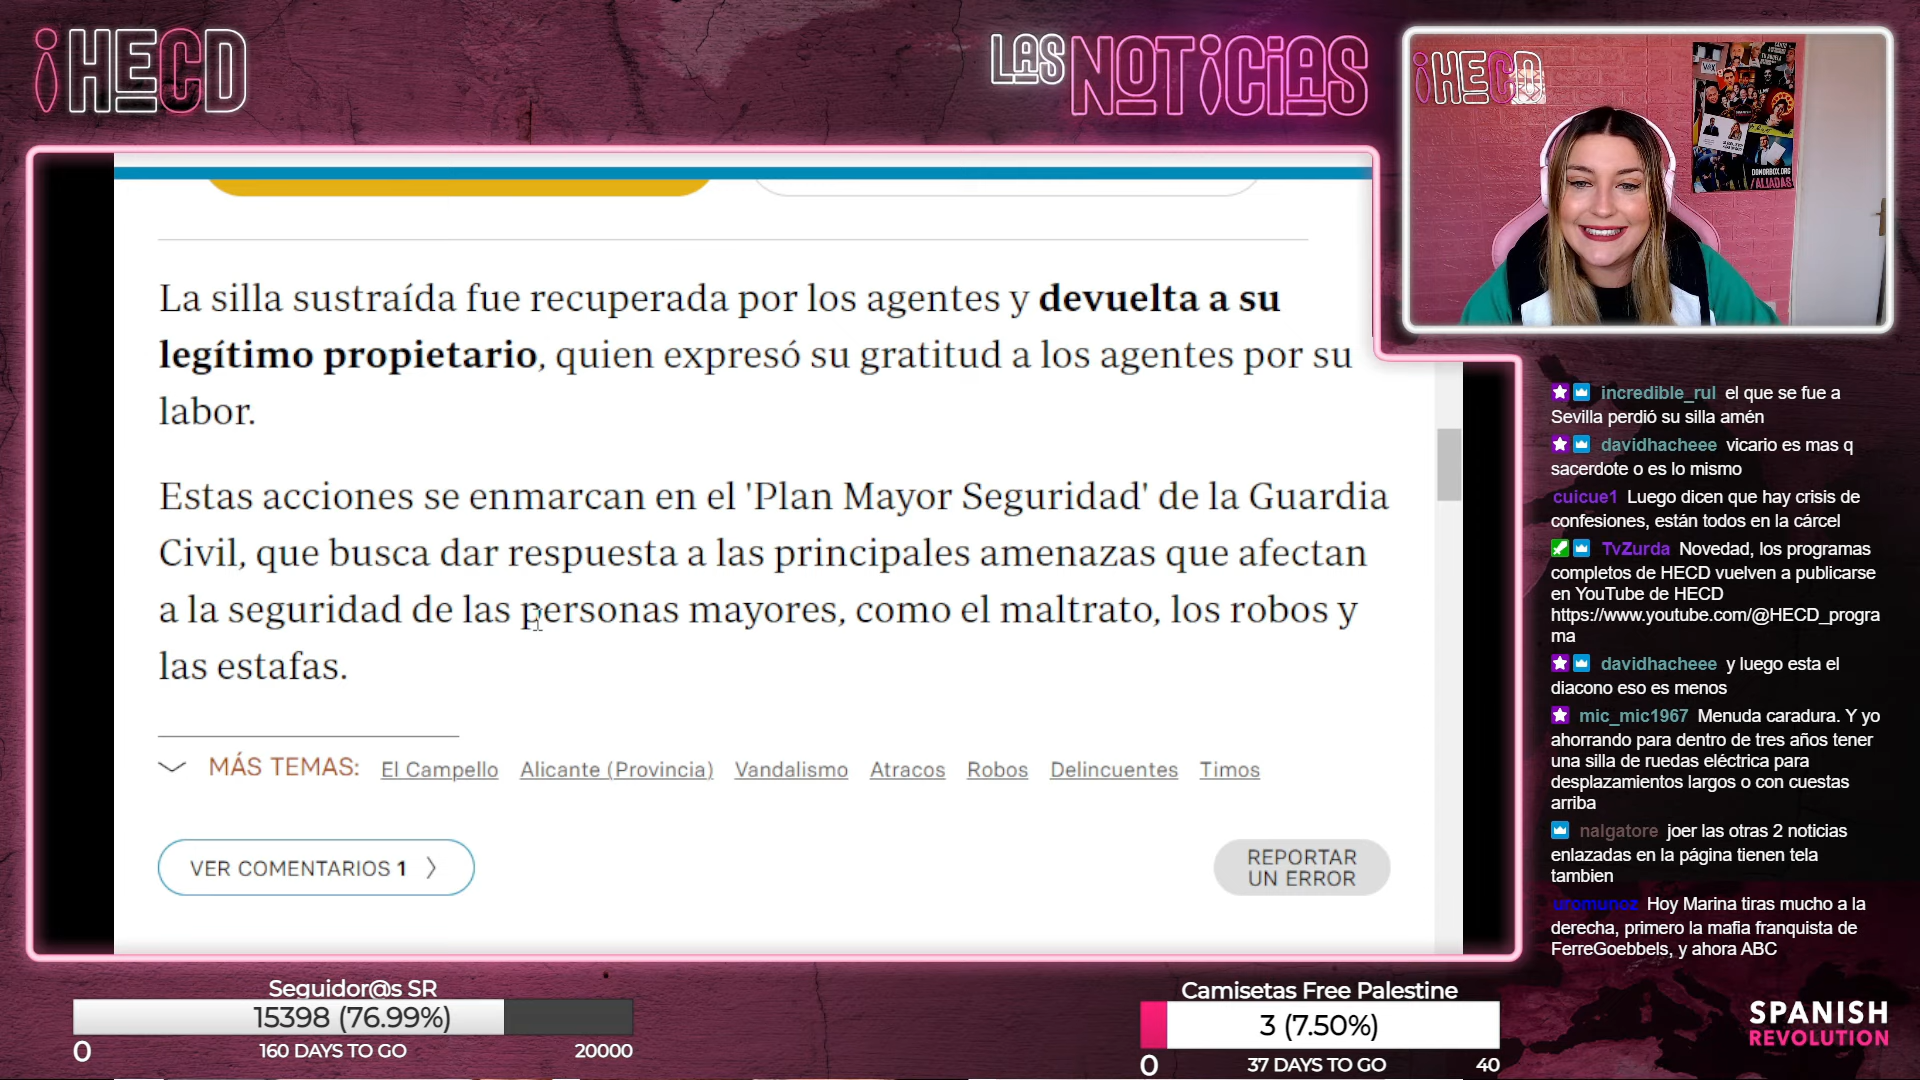 ¡HECD
LAS NOTICIAS
¡HECD
DONORBOX.ORG
/ALIADAS
La silla sustraída fue recuperada por los agentes y devuelta a su
legítimo propietario, quien expresó su gratitud a los agentes por su
labor.
Estas acciones se enmarcan en el 'Plan Mayor Seguridad' de la Guardia
Civil, que busca dar respuesta a las principales amenazas que afectan
a la seguridad de las personas mayores, como el maltrato, los robos y
las estafas.
MÁS TEMAS: El Campello Alicante (Provincia) Vandalismo Atracos Robos Delincuentes Timos
VER COMENTARIOS 1
REPORTAR
UN ERROR
incredible_rul el que se fue a
Sevilla perdió su silla amén
davidhacheee vicario es mas q
sacerdote o es lo mismo
cuicue1 Luego dicen que hay crisis de
confesiones, están todos en la cárcel
TvZurda Novedad, los programas
completos de HECD vuelven a publicarse
en YouTube de HECD
https://www.youtube.com/@HECD_progra
ma
davidhacheee y luego esta el
diacono eso es menos
mic_mic1967 Menuda caradura. Y yo
ahorrando para dentro de tres años tener
una silla de ruedas eléctrica para
desplazamientos largos o con cuestas
arriba
nalgatore joer las otras 2 noticias
enlazadas en la página tienen tela
tambien
uromunoz Hoy Marina tiras mucho a la
derecha, primero la mafia franquista de
FerreGoebbels, y ahora ABC
Seguidor@s SR
15398 (76.99%)
0 160 DAYS TO GO 20000
Camisetas Free Palestine
3 (7.50%)
0 37 DAYS TO GO 40
SPANISH
REVOLUTION